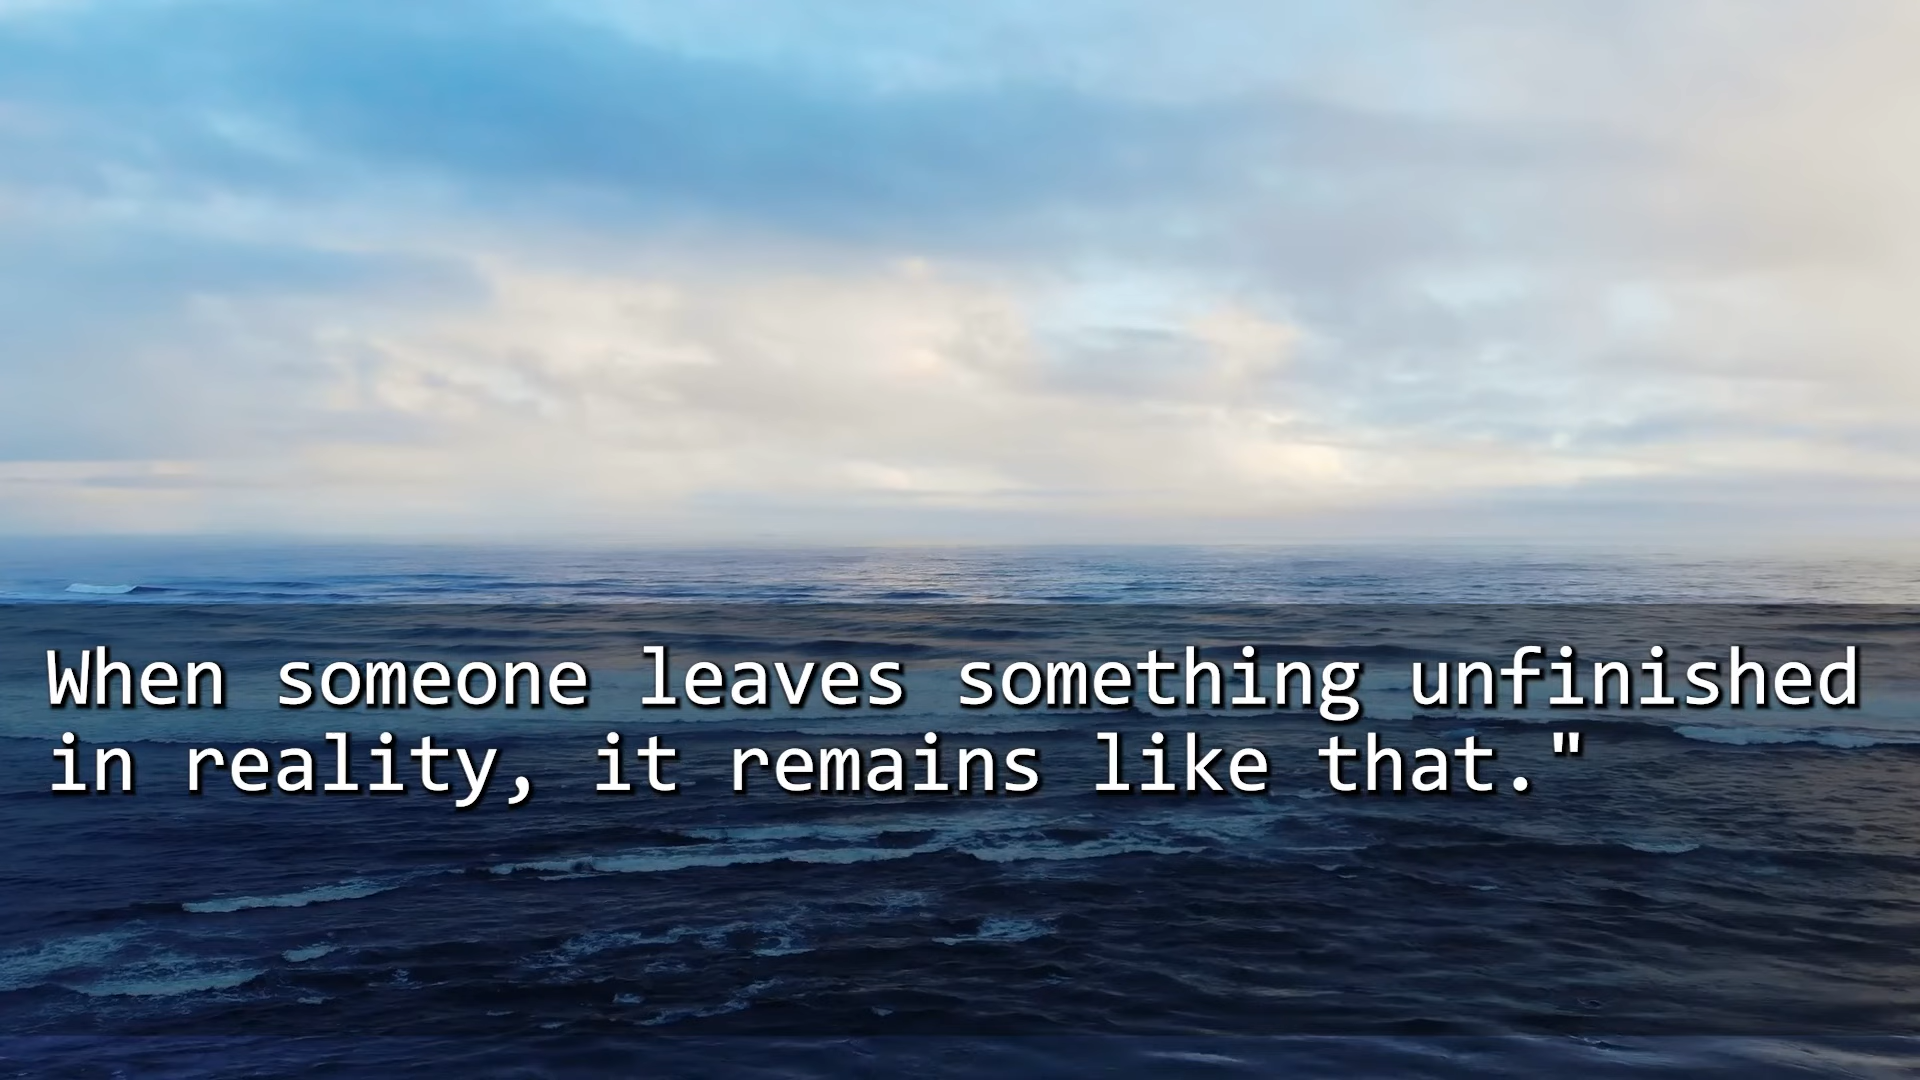 When someone leaves something unfinished
in reality, it remains like that."